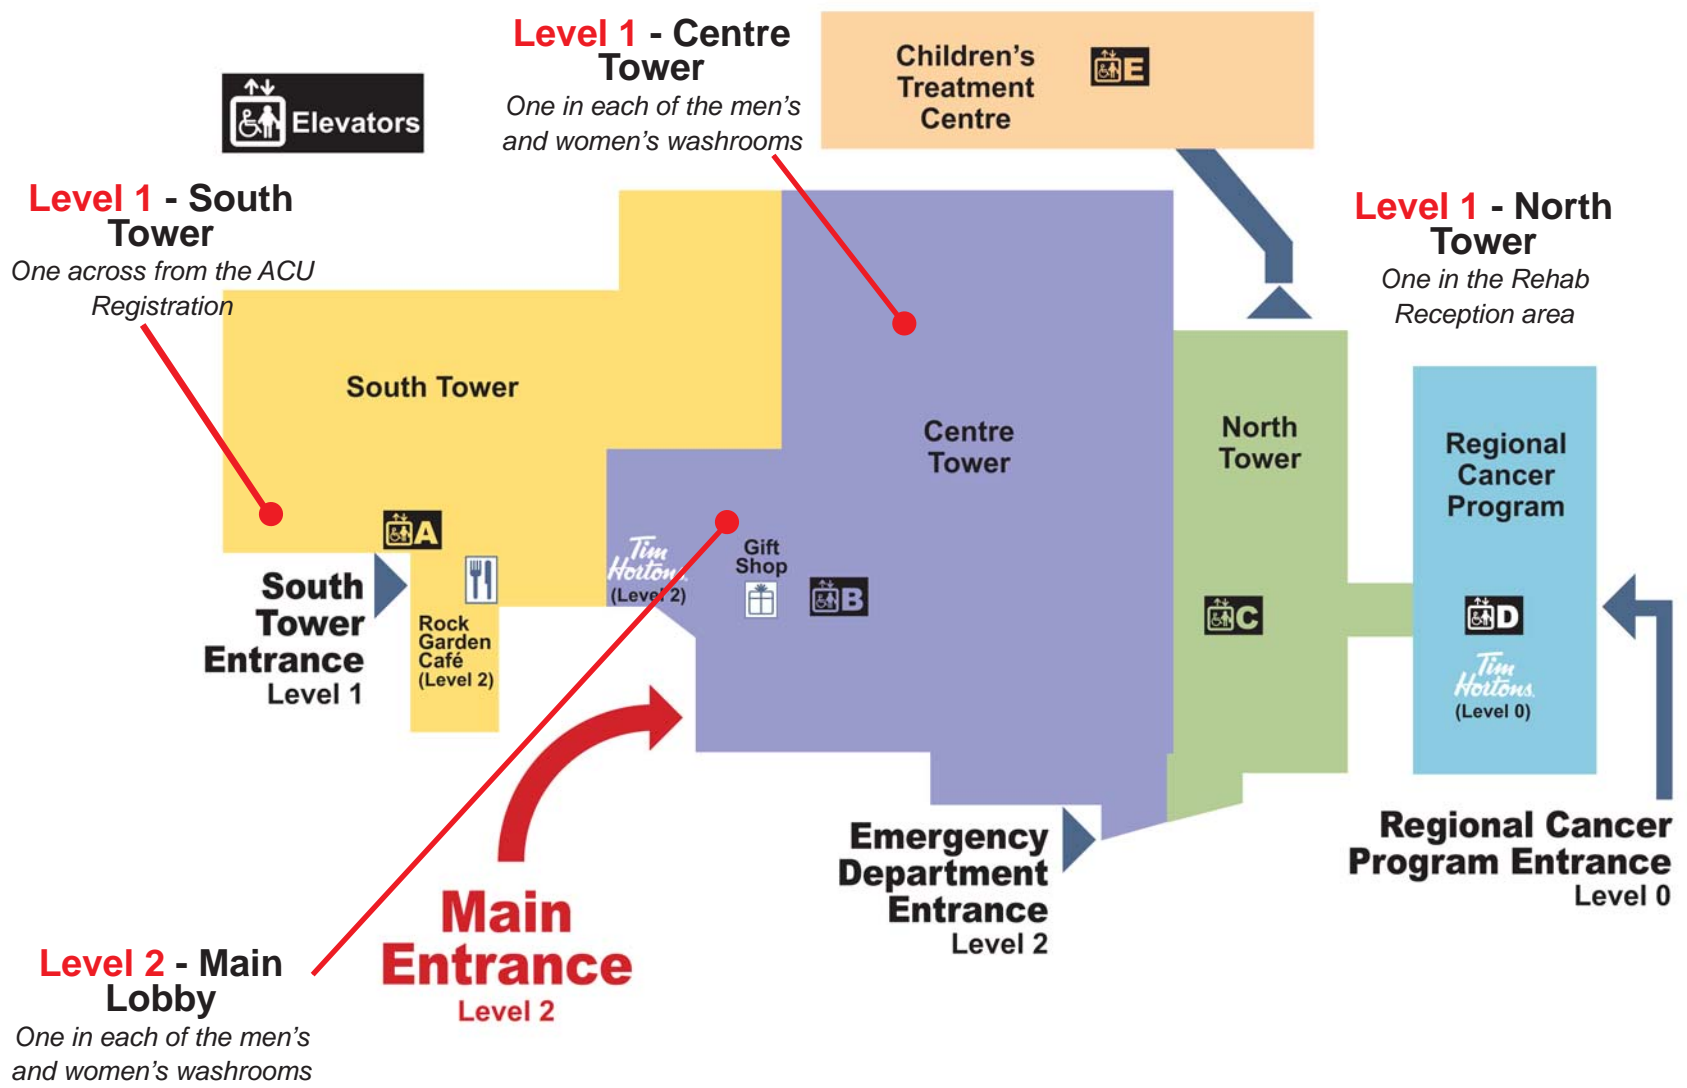 Level 1 - Centre
Tower
One in each of the men's
and women's washrooms
Children's
Treatment
Centre
E
Elevators
Level 1 - South
Tower
One across from the ACU
Registration
Level 1 - North
Tower
One in the Rehab
Reception area
South Tower
Centre
Tower
North
Tower
Regional
Cancer
Program
A
Tim
Hortons.
(Level 2)
Gift
Shop
B
C
D
Tim
Hortons.
(Level 0)
South
Tower
Entrance
Level 1
Rock
Garden
Café
(Level 2)
Emergency
Department
Entrance
Level 2
Regional Cancer
Program Entrance
Level 0
Main
Entrance
Level 2
Level 2 - Main
Lobby
One in each of the men's
and women's washrooms